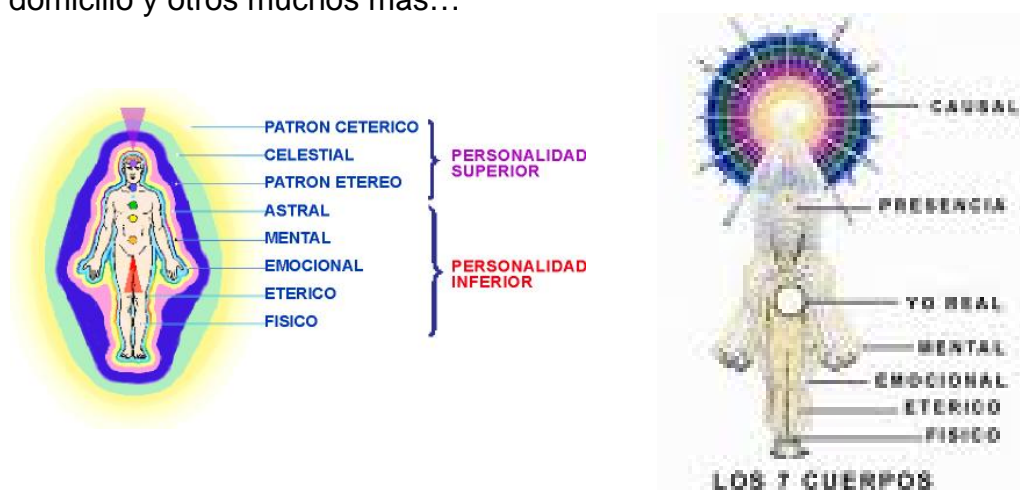 domicilio y otros muchos más…
PATRON CETERICO
CELESTIAL
PATRON ETEREO
PERSONALIDAD
SUPERIOR
ASTRAL
MENTAL
EMOCIONAL
ETERICO
FISICO
PERSONALIDAD
INFERIOR
CAUSAL
PRESENCIA
YO REAL
MENTAL
EMOCIONAL
ETERICO
FISICO
LOS 7 CUERPOS